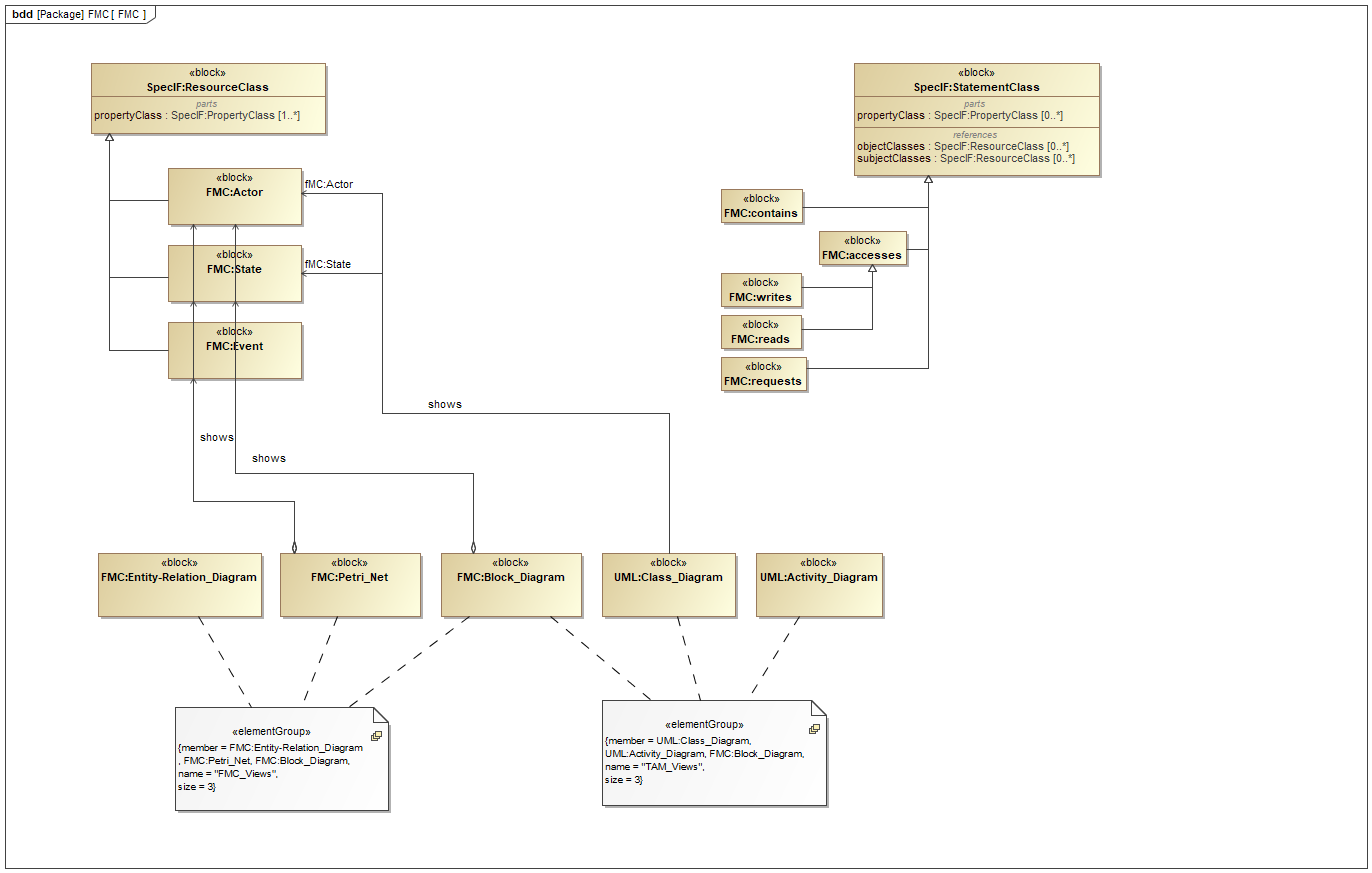 bdd [Package] FMC [ FMC ]
«block»
SpecIF:ResourceClass
parts
propertyClass : SpecIF:PropertyClass [1..*]
«block»
SpecIF:StatementClass
parts
propertyClass : SpecIF:PropertyClass [0..*]
references
objectClasses : SpecIF:ResourceClass [0..*]
subjectClasses : SpecIF:ResourceClass [0..*]
«block»
FMC:Actor
fMC:Actor
«block»
FMC:State
fMC:State
«block»
FMC:Event
«block»
FMC:contains
«block»
FMC:accesses
«block»
FMC:writes
«block»
FMC:reads
«block»
FMC:requests
shows
shows
shows
«block»
FMC:Entity-Relation_Diagram
«block»
FMC:Petri_Net
«block»
FMC:Block_Diagram
«block»
UML:Class_Diagram
«block»
UML:Activity_Diagram
«elementGroup»
{member = FMC:Entity-Relation_Diagram
, FMC:Petri_Net, FMC:Block_Diagram,
name = "FMC_Views",
size = 3}
«elementGroup»
{member = UML:Class_Diagram,
UML:Activity_Diagram, FMC:Block_Diagram,
name = "TAM_Views",
size = 3}